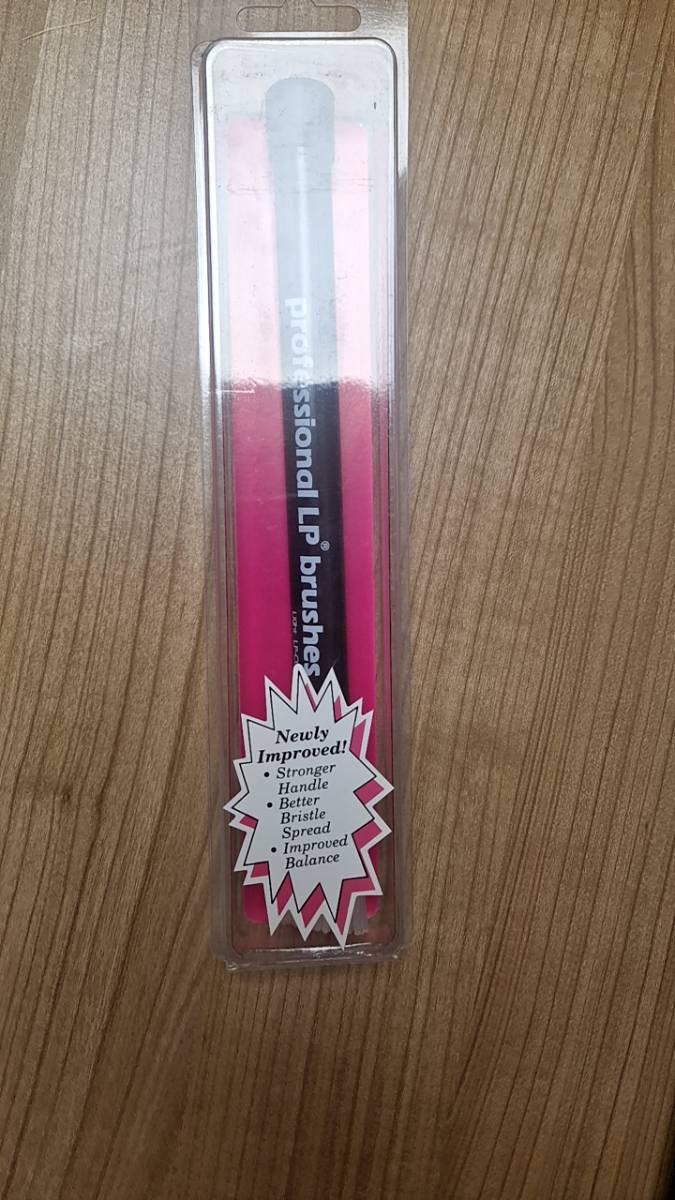 professional LP® brushes
Newly
Improved!
• Stronger
Handle
• Better
Bristle
Spread
• Improved
Balance